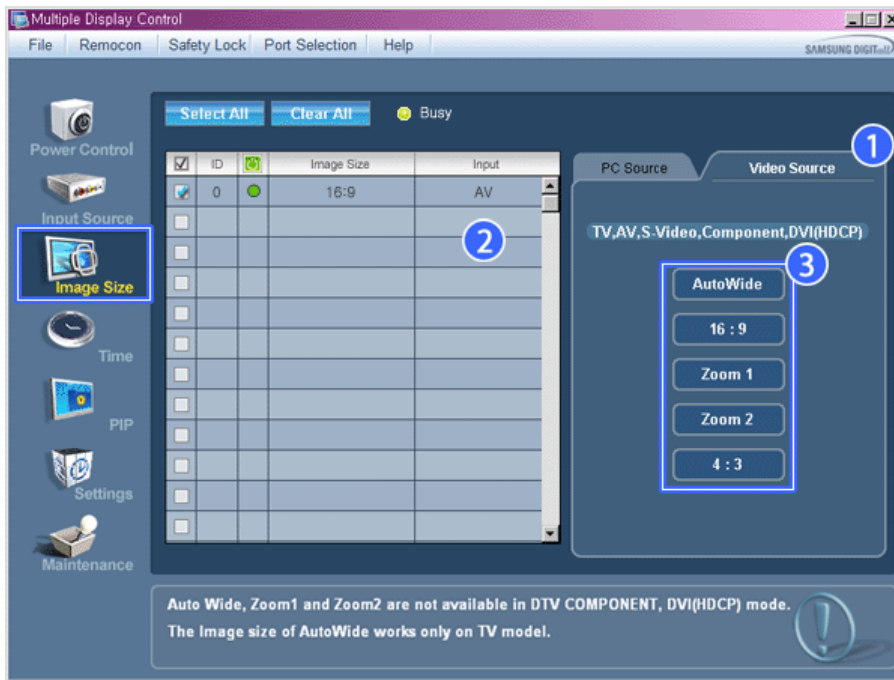 Multiple Display Control
File Remocon Safety Lock Port Selection Help
SAMSUNG DIGITall
Select All Clear All Busy
Power Control
Input Source
Image Size
Time
PIP
Settings
Maintenance
ID Image Size Input
0 16:9 AV
2
PC Source Video Source
1
TV,AV,S-Video,Component,DVI(HDCP)
3
AutoWide
16 : 9
Zoom 1
Zoom 2
4 : 3
Auto Wide, Zoom1 and Zoom2 are not available in DTV COMPONENT, DVI(HDCP) mode.
The Image size of AutoWide works only on TV model.